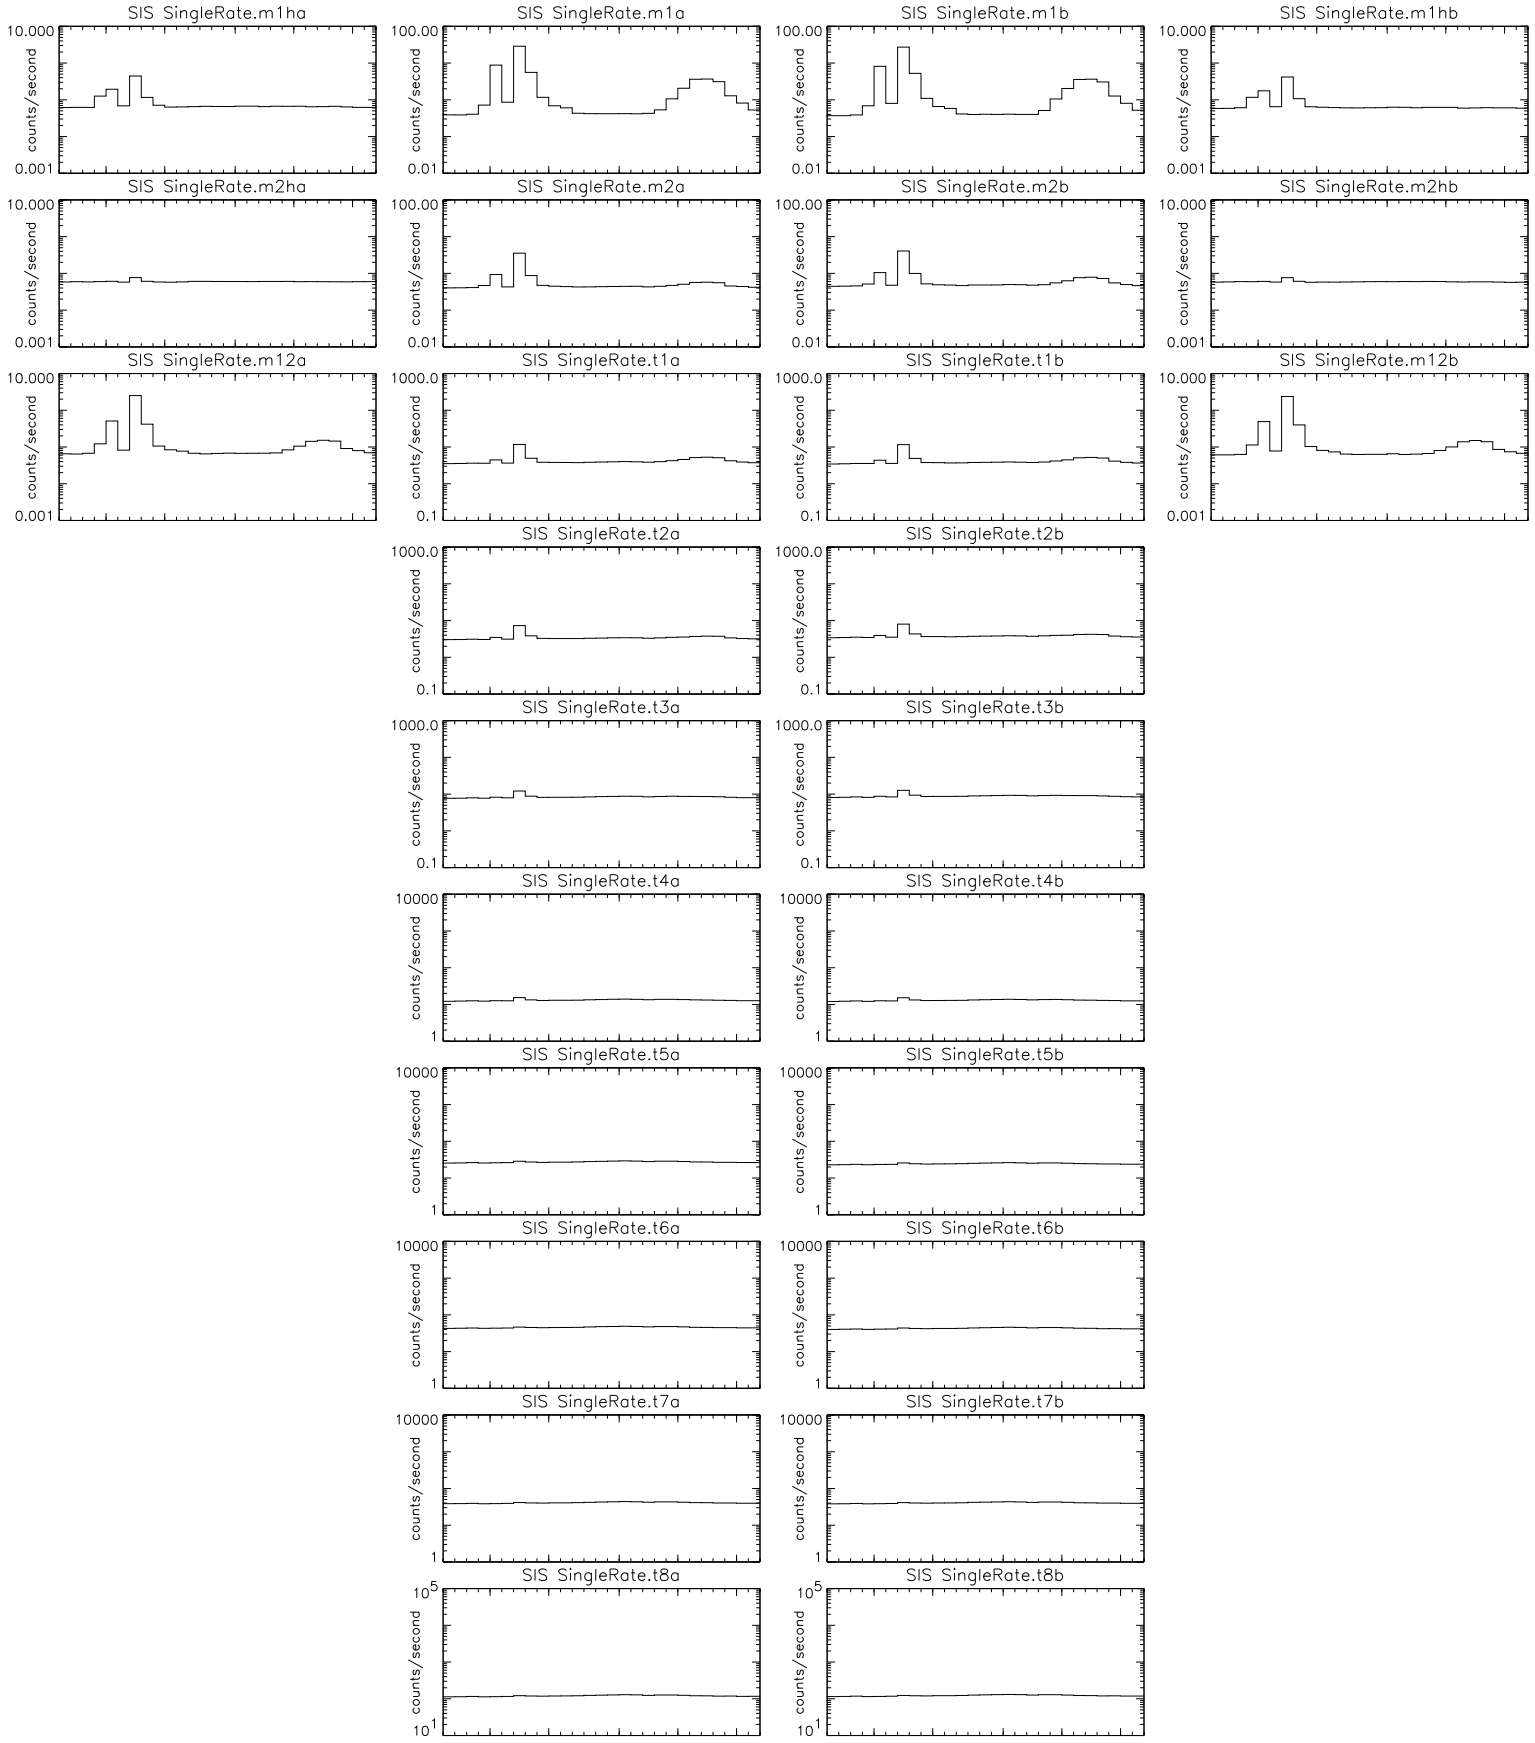 SIS SingleRate.m1ha
10.000
counts/second
0.001
SIS SingleRate.m1a
100.00
counts/second
0.01
SIS SingleRate.m1b
100.00
counts/second
0.01
SIS SingleRate.m1hb
10.000
counts/second
0.001
SIS SingleRate.m2ha
10.000
counts/second
0.001
SIS SingleRate.m2a
100.00
counts/second
0.01
SIS SingleRate.m2b
100.00
counts/second
0.01
SIS SingleRate.m2hb
10.000
counts/second
0.001
SIS SingleRate.m12a
10.000
counts/second
0.001
SIS SingleRate.t1a
1000.0
counts/second
0.1
SIS SingleRate.t1b
1000.0
counts/second
0.1
SIS SingleRate.m12b
10.000
counts/second
0.001
SIS SingleRate.t2a
1000.0
counts/second
0.1
SIS SingleRate.t2b
1000.0
counts/second
0.1
SIS SingleRate.t3a
1000.0
counts/second
0.1
SIS SingleRate.t3b
1000.0
counts/second
0.1
SIS SingleRate.t4a
10000
counts/second
1
SIS SingleRate.t4b
10000
counts/second
1
SIS SingleRate.t5a
10000
counts/second
1
SIS SingleRate.t5b
10000
counts/second
1
SIS SingleRate.t6a
10000
counts/second
1
SIS SingleRate.t6b
10000
counts/second
1
SIS SingleRate.t7a
10000
counts/second
1
SIS SingleRate.t7b
10000
counts/second
1
SIS SingleRate.t8a
10⁵
counts/second
10¹
SIS SingleRate.t8b
10⁵
counts/second
10¹